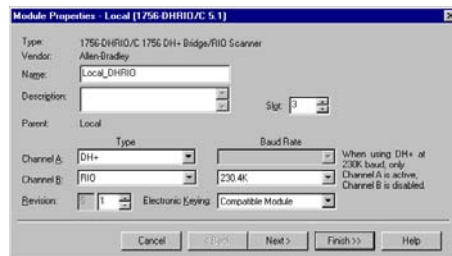 Module Properties - Local (1756-DHRIO/C 5.1)
Type: 1756-DHRIO/C 1756 DH+ Bridge/RIO Scanner
Vendor: Allen-Bradley
Name: Local_DHRIO
Description:
Slot: 3
Parent: Local
Type Baud Rate
Channel A: DH+
Channel B: RIO 230.4K
When using DH+ at
230K baud, only
Channel A is active,
Channel B is disabled.
Revision: 5 1 Electronic Keying: Compatible Module
Cancel < Back Next > Finish >> Help